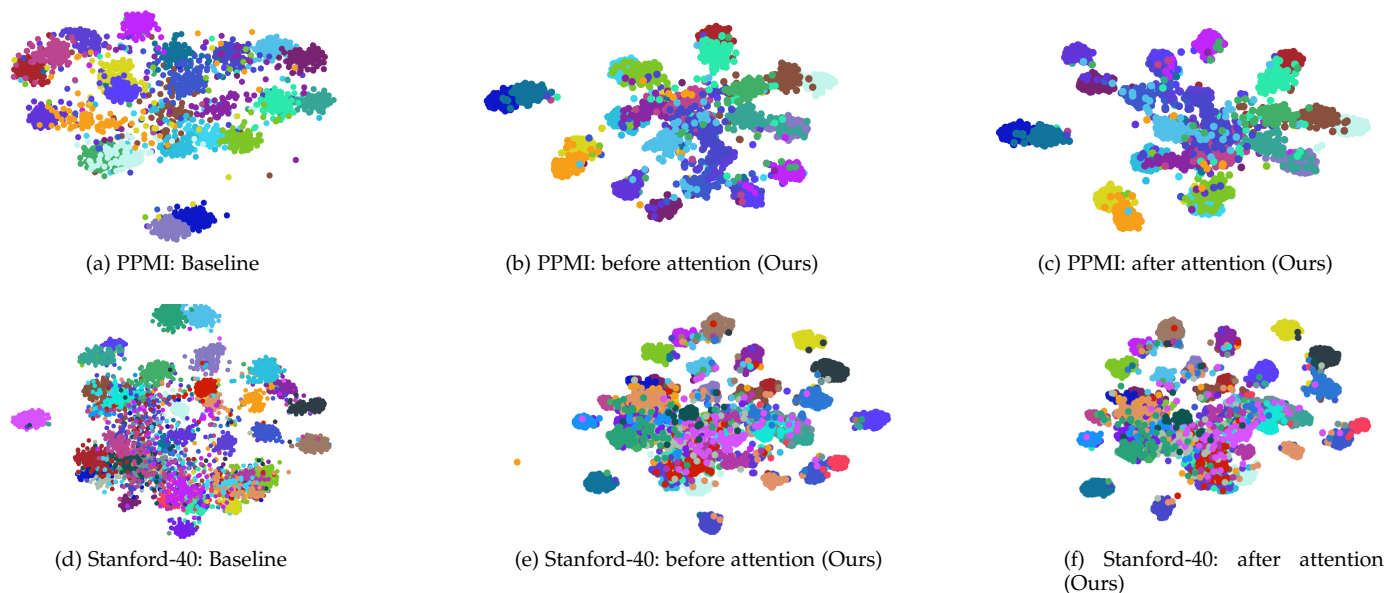 (a) PPMI: Baseline
(b) PPMI: before attention (Ours)
(c) PPMI: after attention (Ours)
(d) Stanford-40: Baseline
(e) Stanford-40: before attention (Ours)
(f) Stanford-40: after attention
(Ours)